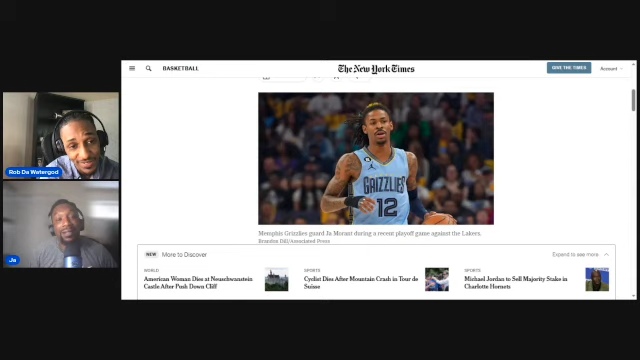 BASKETBALL
The New York Times
GIVE THE TIMES
Account
GRIZZLIES
12
Rob Da Watergod
Ja
Memphis Grizzlies guard Ja Morant during a recent playoff game against the Lakers.
Brandon Dill/Associated Press
NEW More to Discover
Expand to see more
WORLD
American Woman Dies at Neuschwanstein
Castle After Push Down Cliff
SPORTS
Cyclist Dies After Mountain Crash in Tour de
Suisse
SPORTS
Michael Jordan to Sell Majority Stake in
Charlotte Hornets